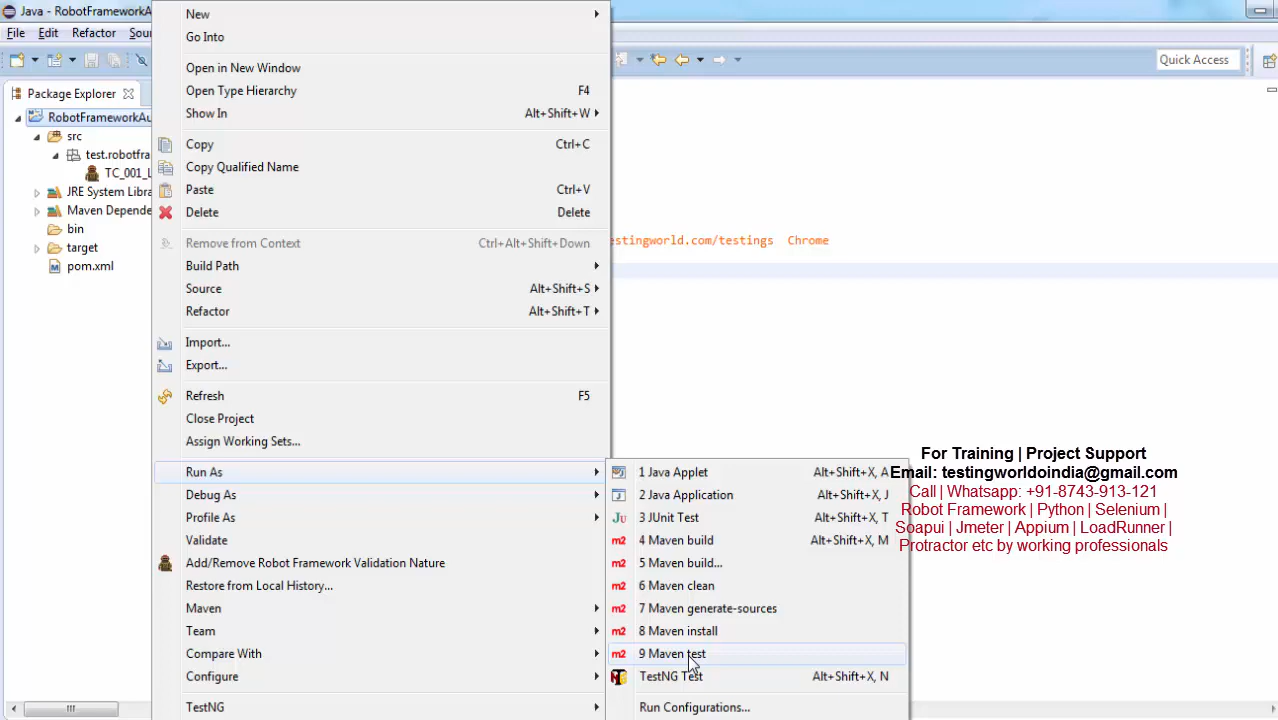 Java - RobotFrameworkAu
File Edit Refactor Sour
Quick Access
Package Explorer
RobotFrameworkAu
src
test.robotfra
TC_001_L
JRE System Libra
Maven Depende
bin
target
pom.xml
New
Go Into
Open in New Window
Open Type Hierarchy F4
Show In Alt+Shift+W
Copy Ctrl+C
Copy Qualified Name
Paste Ctrl+V
Delete Delete
Remove from Context Ctrl+Alt+Shift+Down
Build Path
Source Alt+Shift+S
Refactor Alt+Shift+T
Import...
Export...
Refresh F5
Close Project
Assign Working Sets...
Run As
Debug As
Profile As
Validate
Add/Remove Robot Framework Validation Nature
Restore from Local History...
Maven
Team
Compare With
Configure
TestNG
estingworld.com/testings Chrome
1 Java Applet Alt+Shift+X, A
2 Java Application Alt+Shift+X, J
3 JUnit Test Alt+Shift+X, T
4 Maven build Alt+Shift+X, M
5 Maven build...
6 Maven clean
7 Maven generate-sources
8 Maven install
9 Maven test
TestNG Test Alt+Shift+X, N
Run Configurations...
For Training | Project Support
Email: testingworldoindia@gmail.com
Call | Whatsapp: +91-8743-913-121
Robot Framework | Python | Selenium |
Soapui | Jmeter | Appium | LoadRunner |
Protractor etc by working professionals